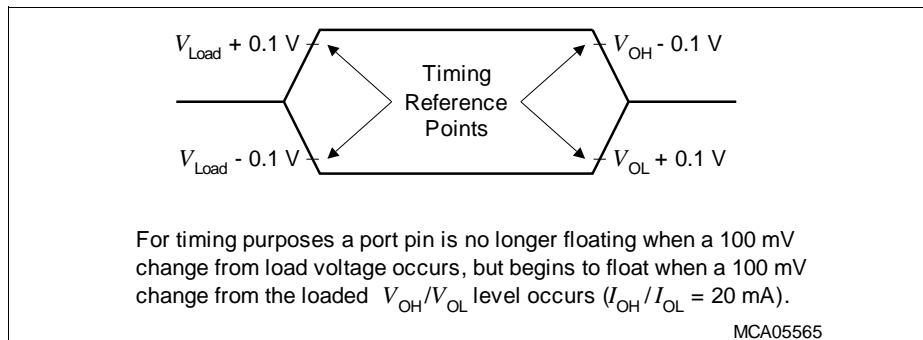 V_Load + 0.1 V
V_OH - 0.1 V
Timing
Reference
Points
V_Load - 0.1 V
V_OL + 0.1 V
For timing purposes a port pin is no longer floating when a 100 mV
change from load voltage occurs, but begins to float when a 100 mV
change from the loaded V_OH/V_OL level occurs (I_OH/I_OL = 20 mA).
MCA05565